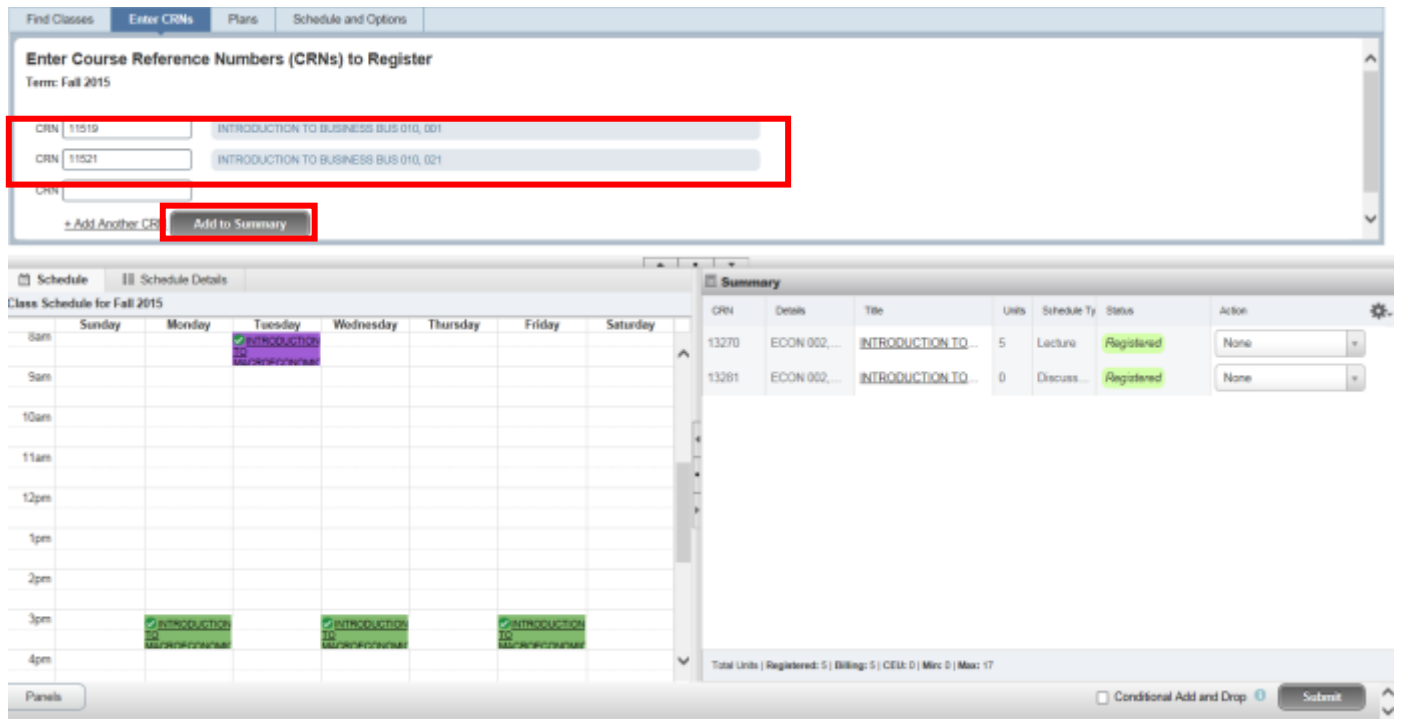 Find Classes Enter CRNs Plans Schedule and Options
Enter Course Reference Numbers (CRNs) to Register
Term: Fall 2015
CRN 11519 INTRODUCTION TO BUSINESS BUS 010, 001
CRN 11521 INTRODUCTION TO BUSINESS BUS 010, 021
CRN
+ Add Another CRN Add to Summary
Schedule Schedule Details
Class Schedule for Fall 2015
Sunday Monday Tuesday Wednesday Thursday Friday Saturday
8am INTRODUCTION
TO
MACROECONOMIC
9am
10am
11am
12pm
1pm
2pm
3pm INTRODUCTION INTRODUCTION INTRODUCTION
TO TO TO
MACROECONOMIC MACROECONOMIC MACROECONOMIC
4pm
Summary
CRN Details Title Units Schedule Ty Status Action
13270 ECON 002,... INTRODUCTION TO... 5 Lecture Registered None
13281 ECON 002,... INTRODUCTION TO... 0 Discuss... Registered None
Total Units | Registered: 5 | Billing: 5 | CEU: 0 | Min: 0 | Max: 17
Panels Conditional Add and Drop Submit